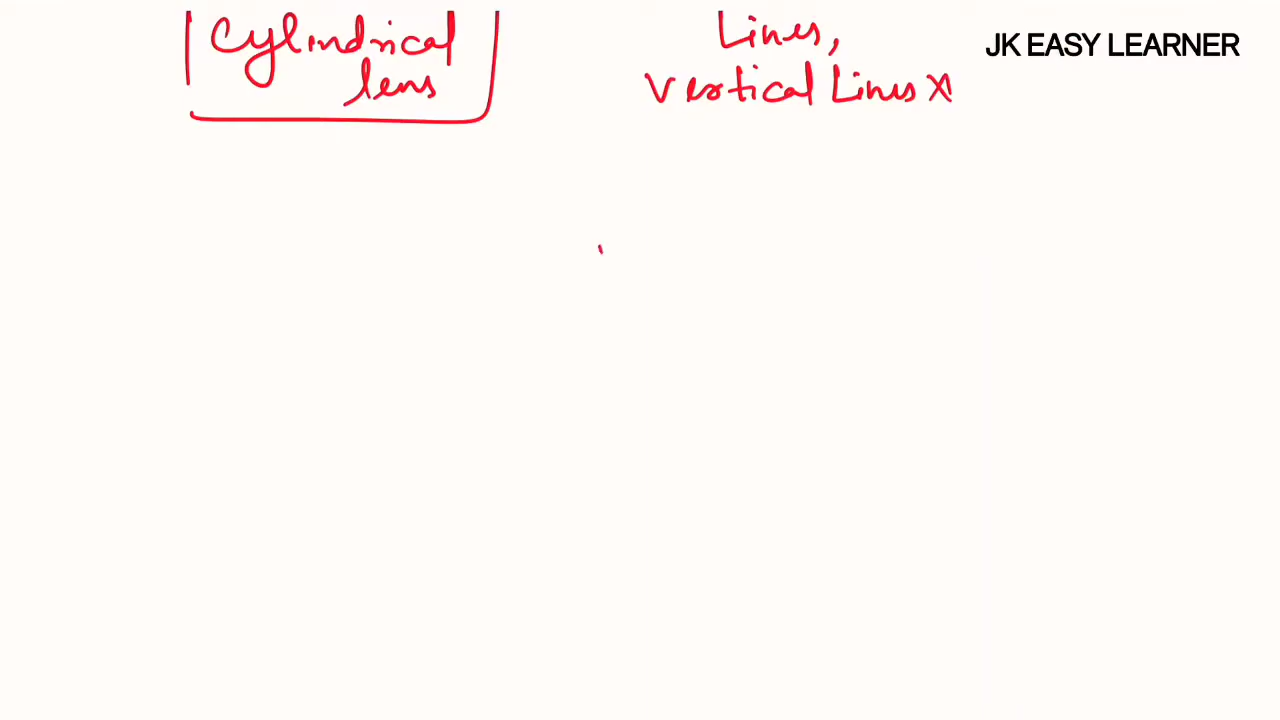 Cylindrical
lens
Lines,
Vertical Lines X
JK EASY LEARNER